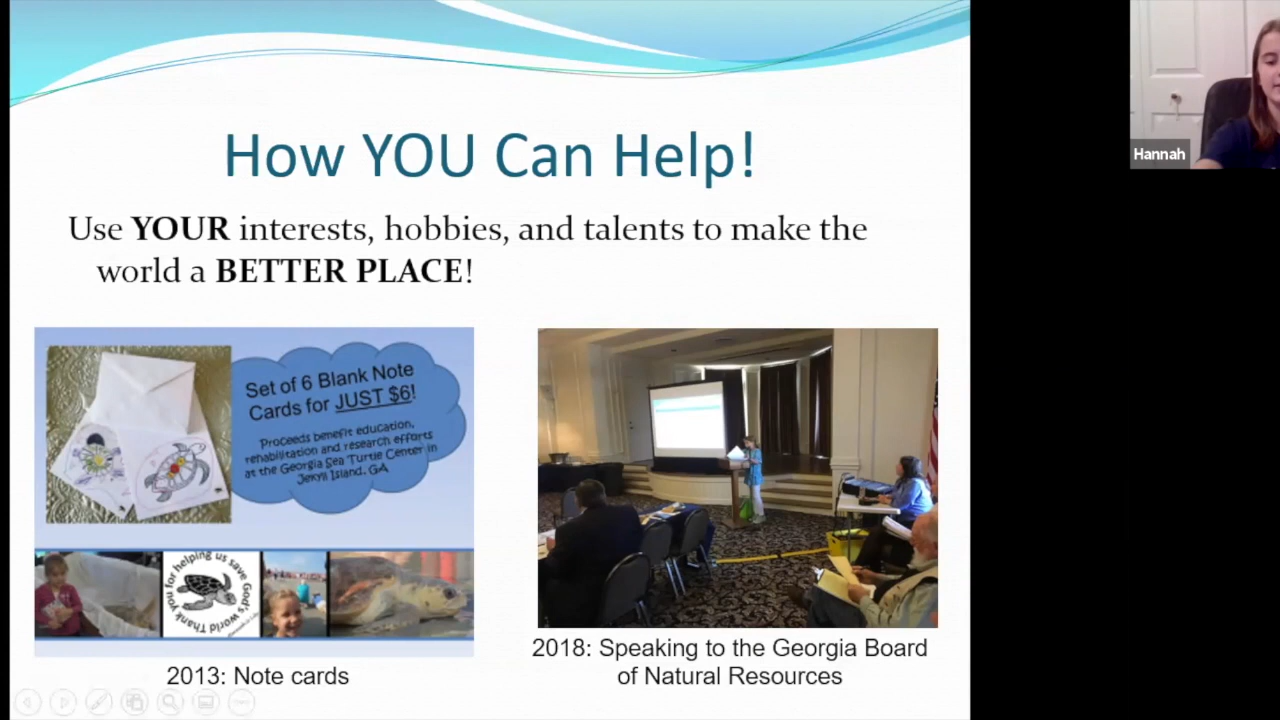 How YOU Can Help!
Hannah
Use YOUR interests, hobbies, and talents to make the
world a BETTER PLACE!
Set of 6 Blank Note
Cards for JUST $6!
Proceeds benefit education,
rehabilitation and research efforts
at the Georgia Sea Turtle Center in
Jekyll Island, GA
Thank you for helping us save God's world
2013: Note cards
2018: Speaking to the Georgia Board
of Natural Resources